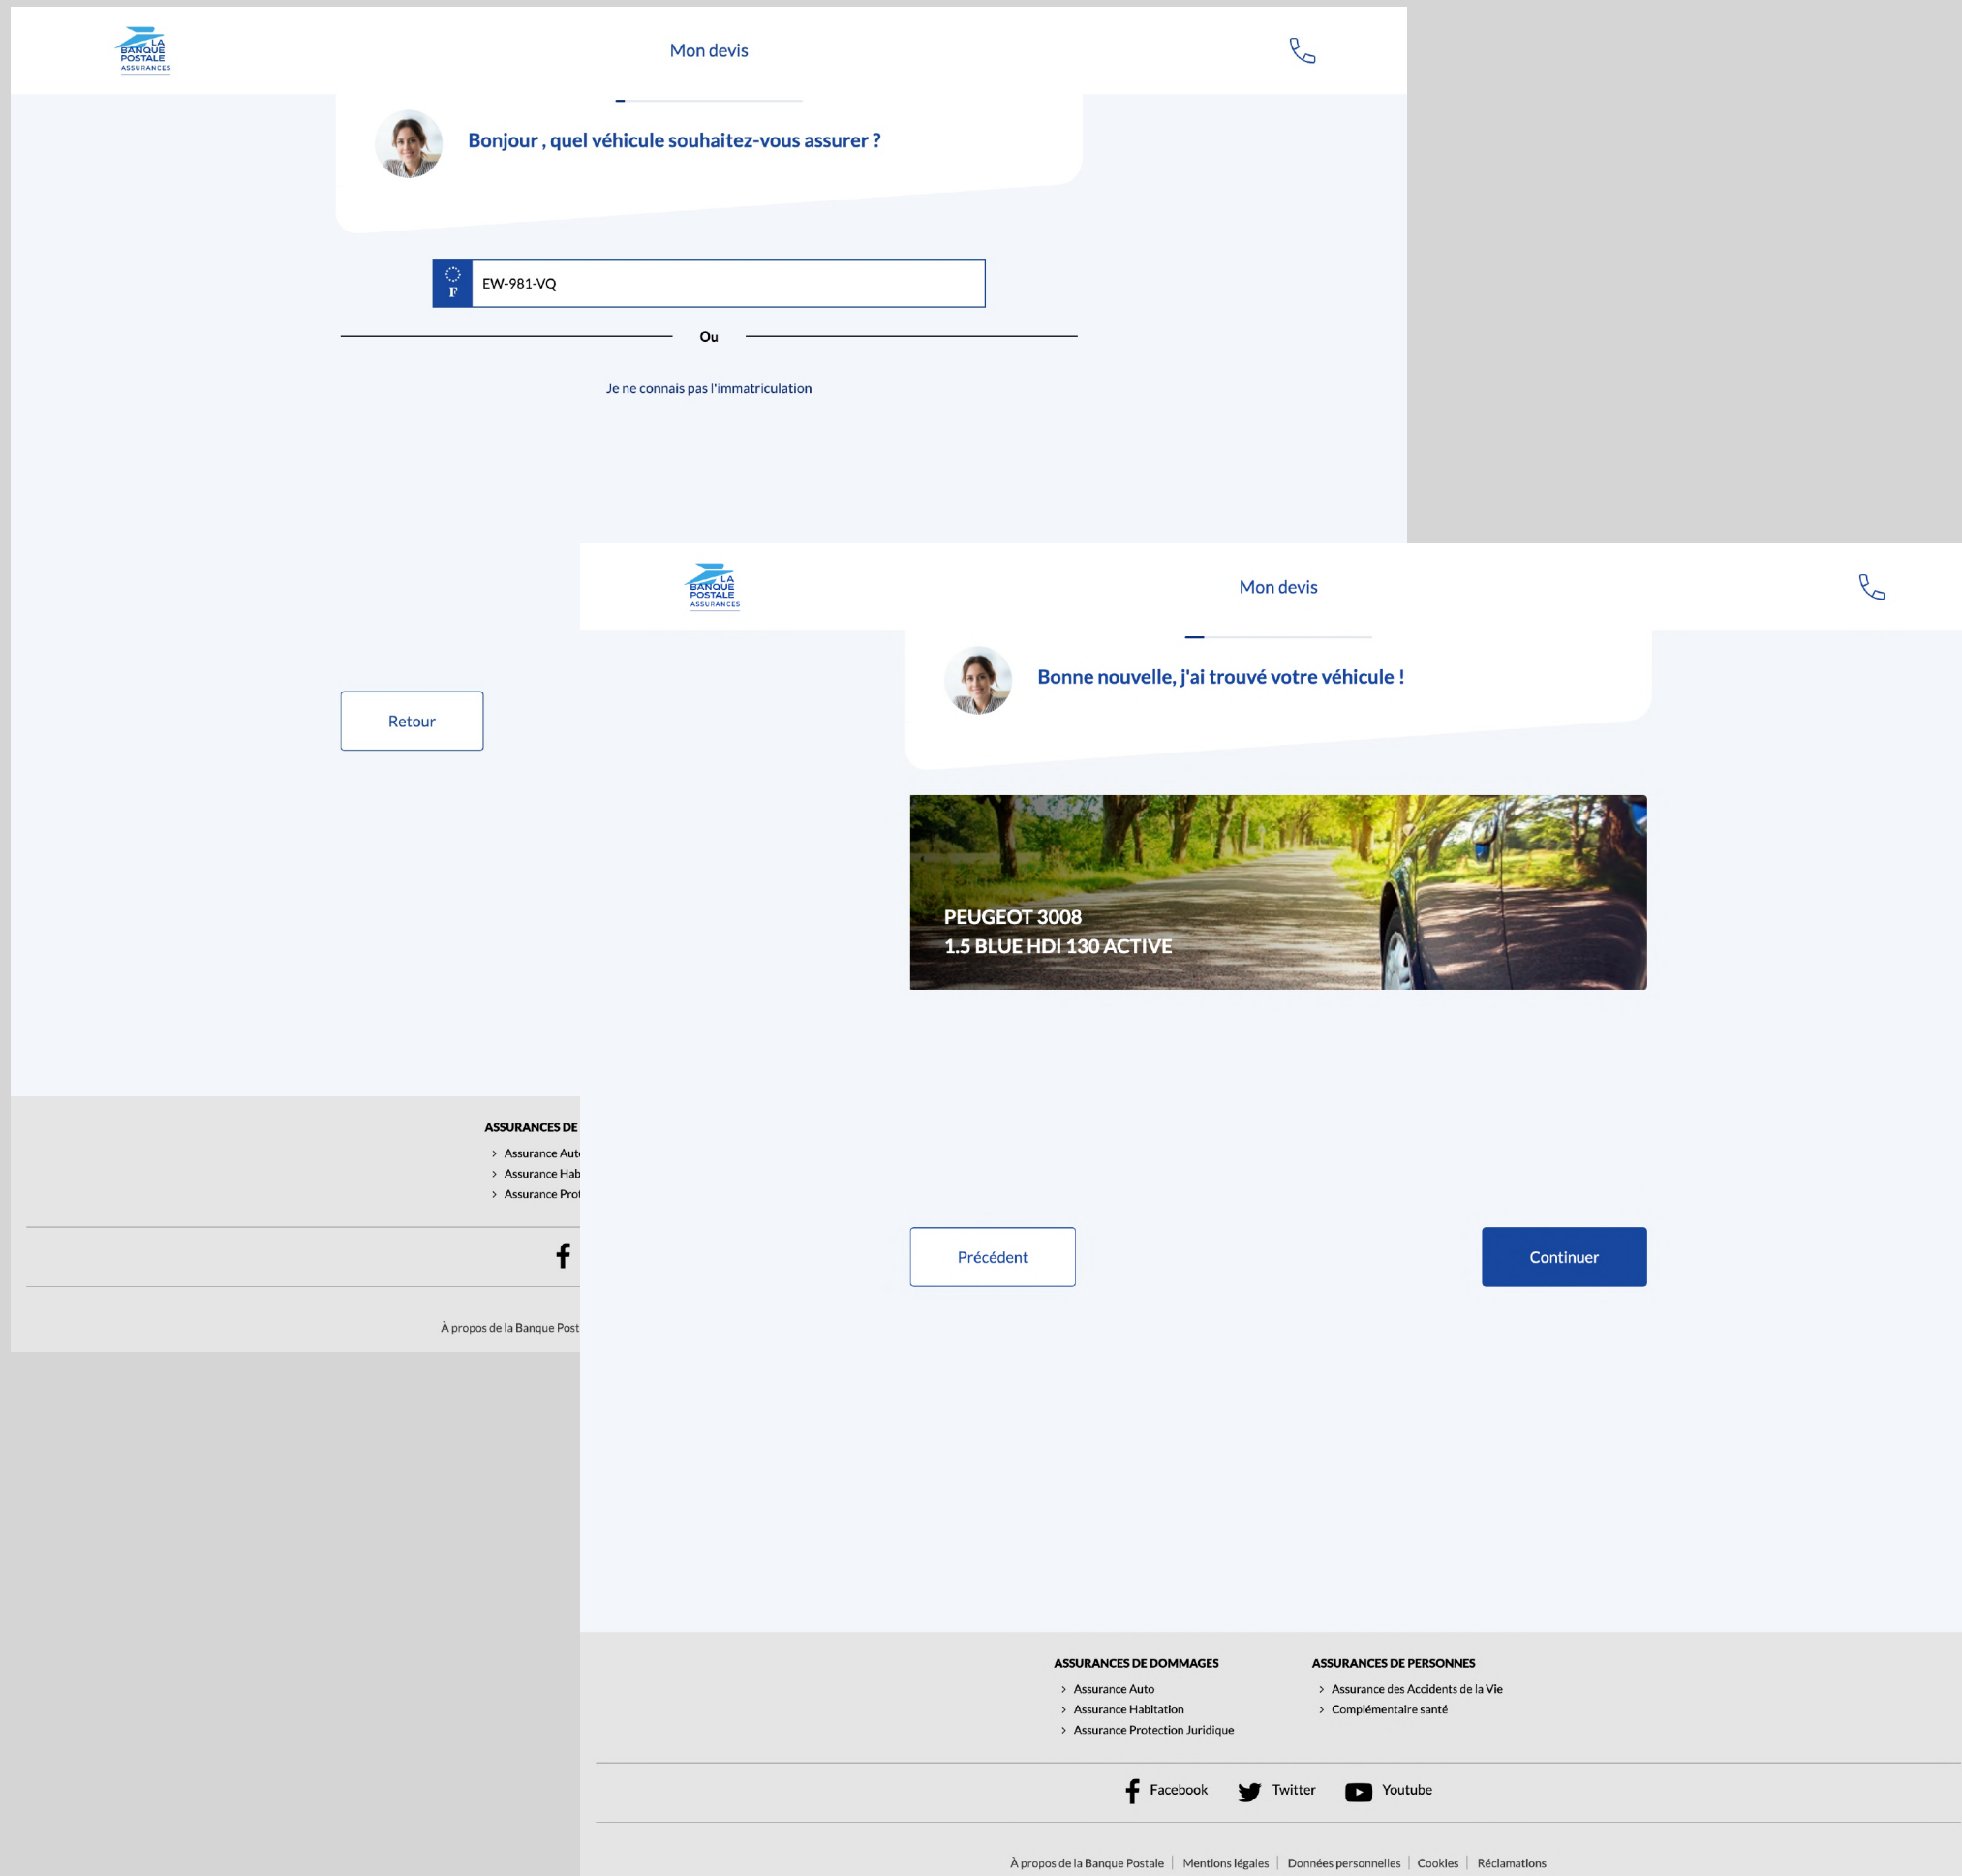 LA
BANQUE
POSTALE
ASSURANCES
Mon devis
Bonjour , quel véhicule souhaitez-vous assurer ?
F
EW-981-VQ
Ou
Je ne connais pas l'immatriculation
Retour
ASSURANCES DE
> Assurance Aut
> Assurance Hab
> Assurance Prot
À propos de la Banque Post
LA
BANQUE
POSTALE
ASSURANCES
Mon devis
Bonne nouvelle, j'ai trouvé votre véhicule !
PEUGEOT 3008
1.5 BLUE HDI 130 ACTIVE
Précédent
Continuer
ASSURANCES DE DOMMAGES
> Assurance Auto
> Assurance Habitation
> Assurance Protection Juridique
ASSURANCES DE PERSONNES
> Assurance des Accidents de la Vie
> Complémentaire santé
Facebook Twitter Youtube
À propos de la Banque Postale | Mentions légales | Données personnelles | Cookies | Réclamations